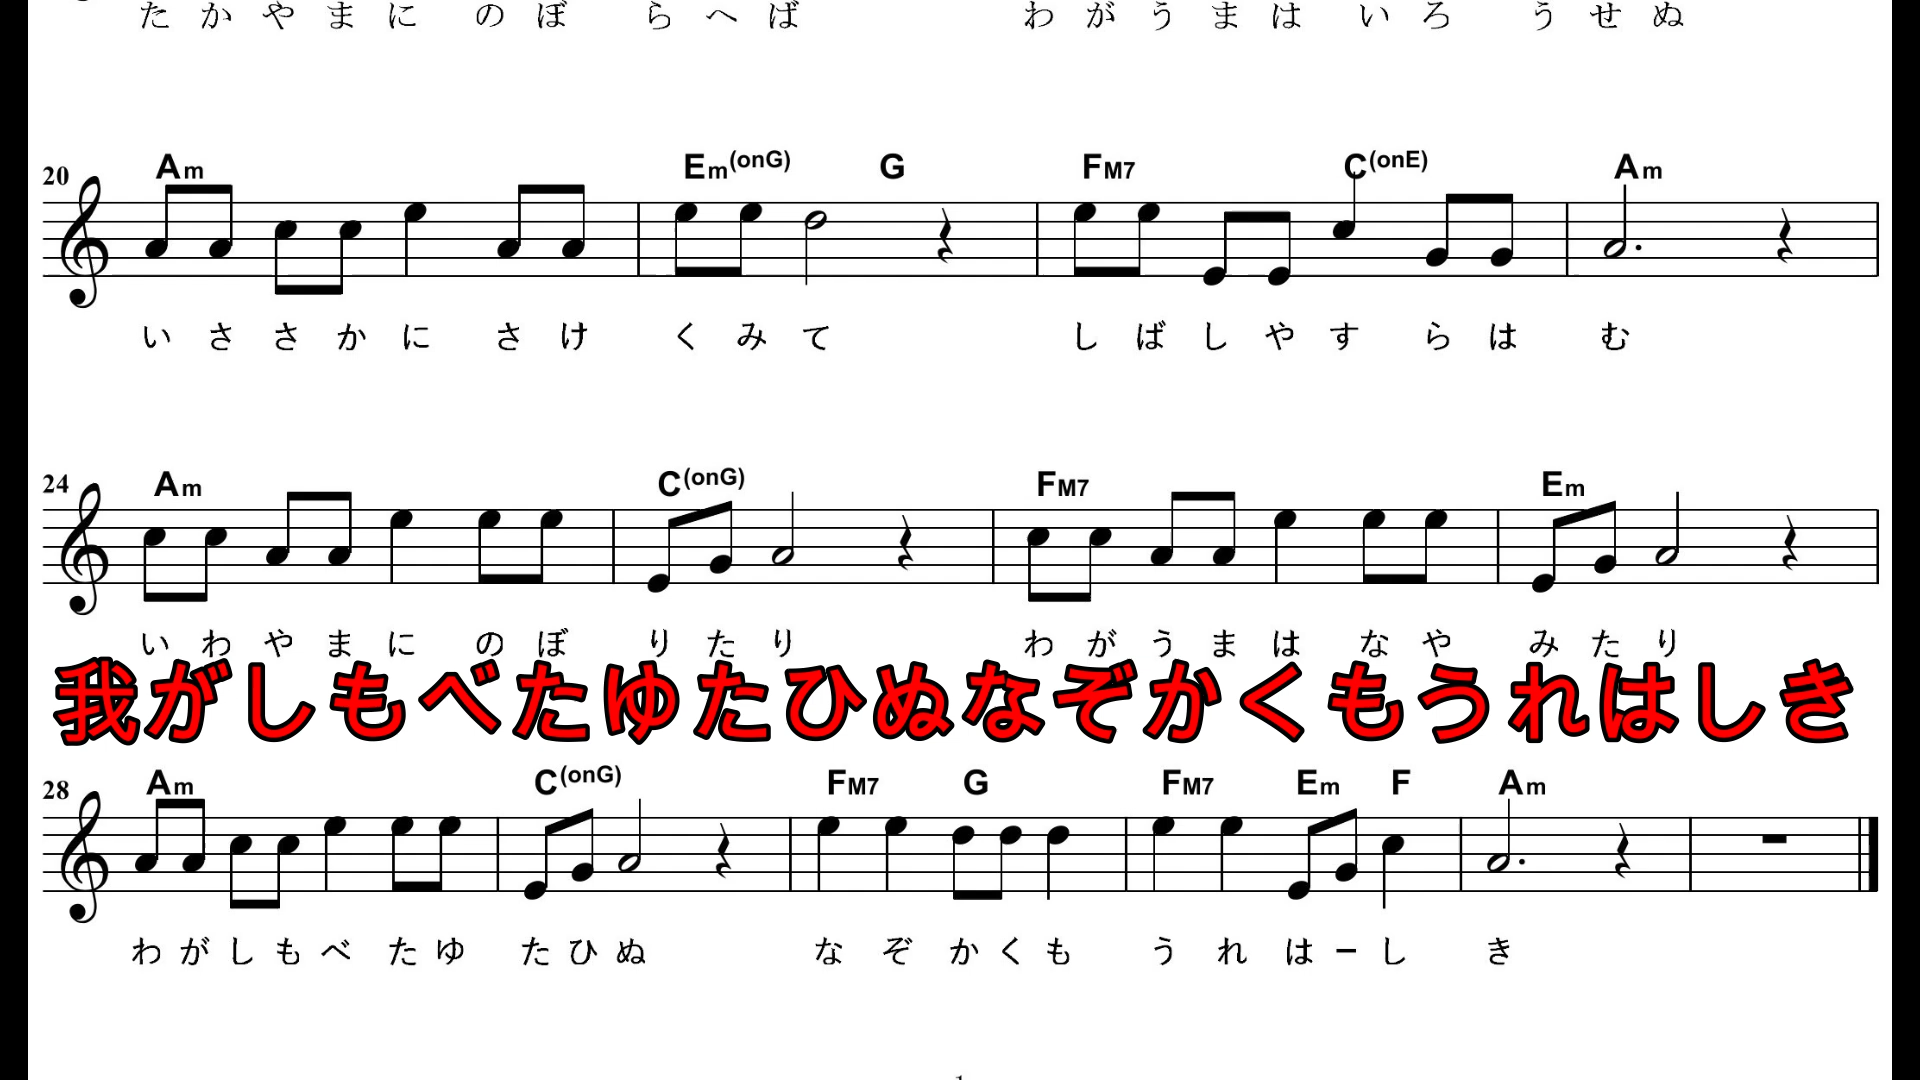 たかやまに のぼ らへば わがうまは いろ うせぬ
20 Am Em(onG) G FM7 C(onE) Am
いささかに さけ くみて しばしやす らは む
24 Am C(onG) FM7 Em
いわやまに のぼ りたり わがうまは なや みたり
我がしもべたゆたひぬなぞかくもうれはしき
28 Am C(onG) FM7 G FM7 Em F Am
わがしもべ たゆ たひぬ なぞかくも うれはーし き